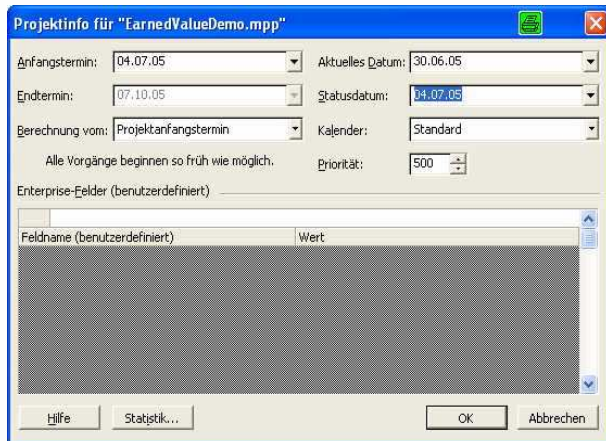 Projektinfo für "EarnedValueDemo.mpp"
Anfangstermin: 04.07.05 Aktuelles Datum: 30.06.05
Endtermin: 07.10.05 Statusdatum: 04.07.05
Berechnung vom: Projektanfangstermin Kalender: Standard
Alle Vorgänge beginnen so früh wie möglich. Priorität: 500
Enterprise-Felder (benutzerdefiniert)
Feldname (benutzerdefiniert) Wert
Hilfe Statistik... OK Abbrechen